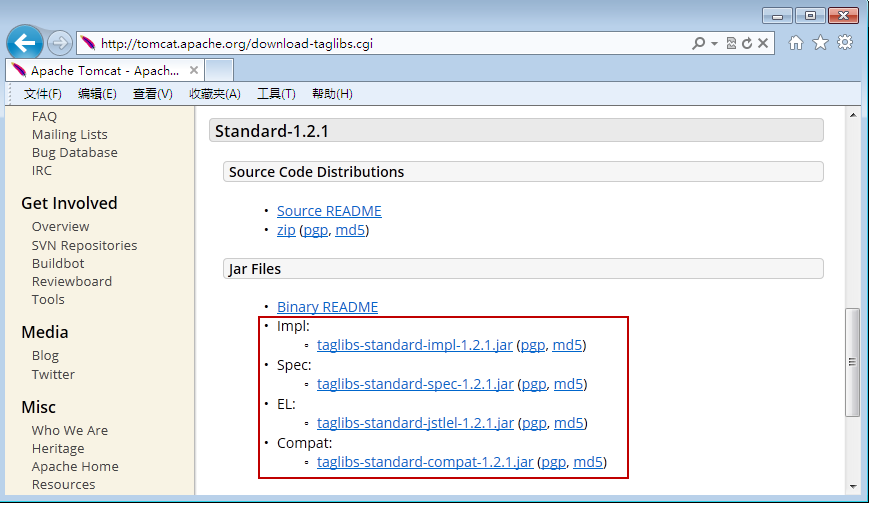 http://tomcat.apache.org/download-taglibs.cgi
Apache Tomcat - Apach...
文件(F) 编辑(E) 查看(V) 收藏夹(A) 工具(T) 帮助(H)
FAQ
Mailing Lists
Bug Database
IRC
Get Involved
Overview
SVN Repositories
Buildbot
Reviewboard
Tools
Media
Blog
Twitter
Misc
Who We Are
Heritage
Apache Home
Resources
Standard-1.2.1
Source Code Distributions
• Source README
• zip (pgp, md5)
Jar Files
• Binary README
• Impl:
◦ taglibs-standard-impl-1.2.1.jar (pgp, md5)
• Spec:
◦ taglibs-standard-spec-1.2.1.jar (pgp, md5)
• EL:
◦ taglibs-standard-jstlel-1.2.1.jar (pgp, md5)
• Compat:
◦ taglibs-standard-compat-1.2.1.jar (pgp, md5)